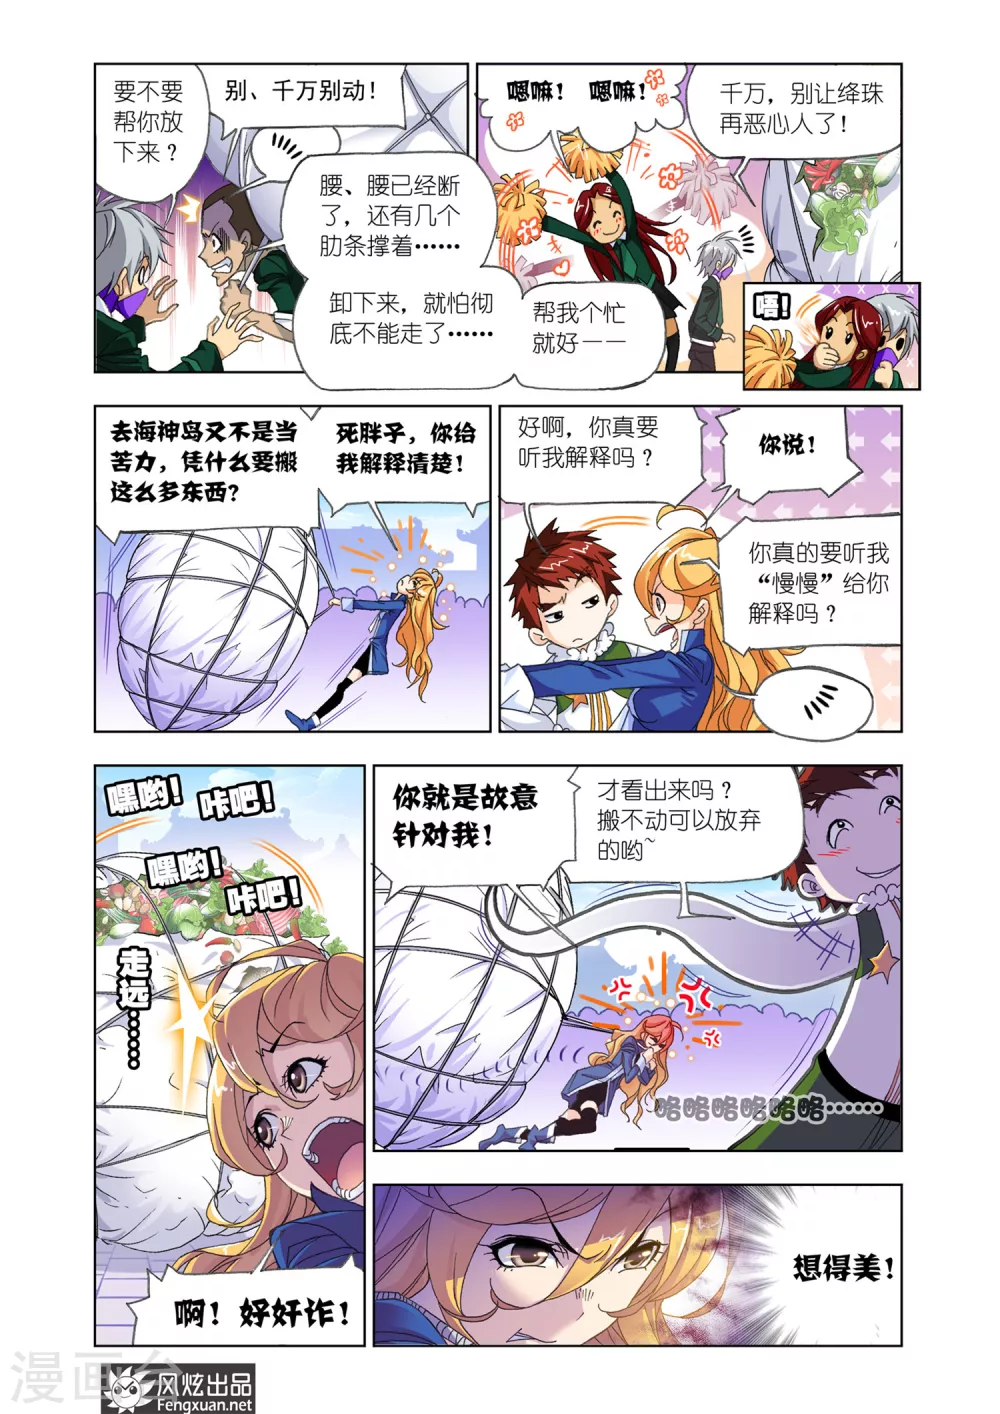 要不要
帮你放
下来？
别、千万别动！
腰、腰已经断
了，还有几个
肋条撑着……
卸下来，就怕彻
底不能走了……
嗯嘛！ 嗯嘛！
千万，别让绛珠
再恶心人了！
帮我个忙
就好——
唔！
去海神岛又不是当
苦力，凭什么要搬
这么多东西？
死胖子，你给
我解释清楚！
好啊，你真要
听我解释吗？
你说！
你真的要听我
“慢慢”给你
解释吗？
嘿哟！
咔吧！
嘿哟！
咔吧！
走远……
啊！好奸诈！
你就是故意
针对我！
才看出来吗？
搬不动可以放弃
的哟~
咯咯咯咯咯咯……
想得美！
漫画台
风炫出品
Fengxuan.net